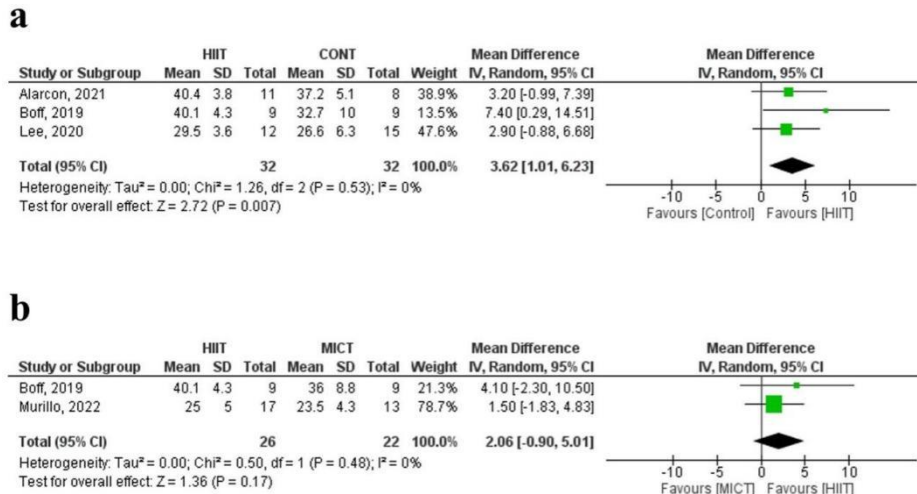 a
HIIT CONT Mean Difference Mean Difference
Study or Subgroup Mean SD Total Mean SD Total Weight IV, Random, 95% CI IV, Random, 95% CI
Alarcon, 2021 40.4 3.8 11 37.2 5.1 8 38.9% 3.20 [-0.99, 7.39]
Boff, 2019 40.1 4.3 9 32.7 10 9 13.5% 7.40 [0.29, 14.51]
Lee, 2020 29.5 3.6 12 26.6 6.3 15 47.6% 2.90 [-0.88, 6.68]
Total (95% CI) 32 32 100.0% 3.62 [1.01, 6.23]
Heterogeneity: Tau² = 0.00; Chi² = 1.26, df = 2 (P = 0.53); I² = 0%
Test for overall effect: Z = 2.72 (P = 0.007)
-10 -5 0 5 10
Favours [Control] Favours [HIIT]
b
HIIT MICT Mean Difference Mean Difference
Study or Subgroup Mean SD Total Mean SD Total Weight IV, Random, 95% CI IV, Random, 95% CI
Boff, 2019 40.1 4.3 9 36 8.8 9 21.3% 4.10 [-2.30, 10.50]
Murillo, 2022 25 5 17 23.5 4.3 13 78.7% 1.50 [-1.83, 4.83]
Total (95% CI) 26 22 100.0% 2.06 [-0.90, 5.01]
Heterogeneity: Tau² = 0.00; Chi² = 0.50, df = 1 (P = 0.48); I² = 0%
Test for overall effect: Z = 1.36 (P = 0.17)
-10 -5 0 5 10
Favours [MICT] Favours [HIIT]